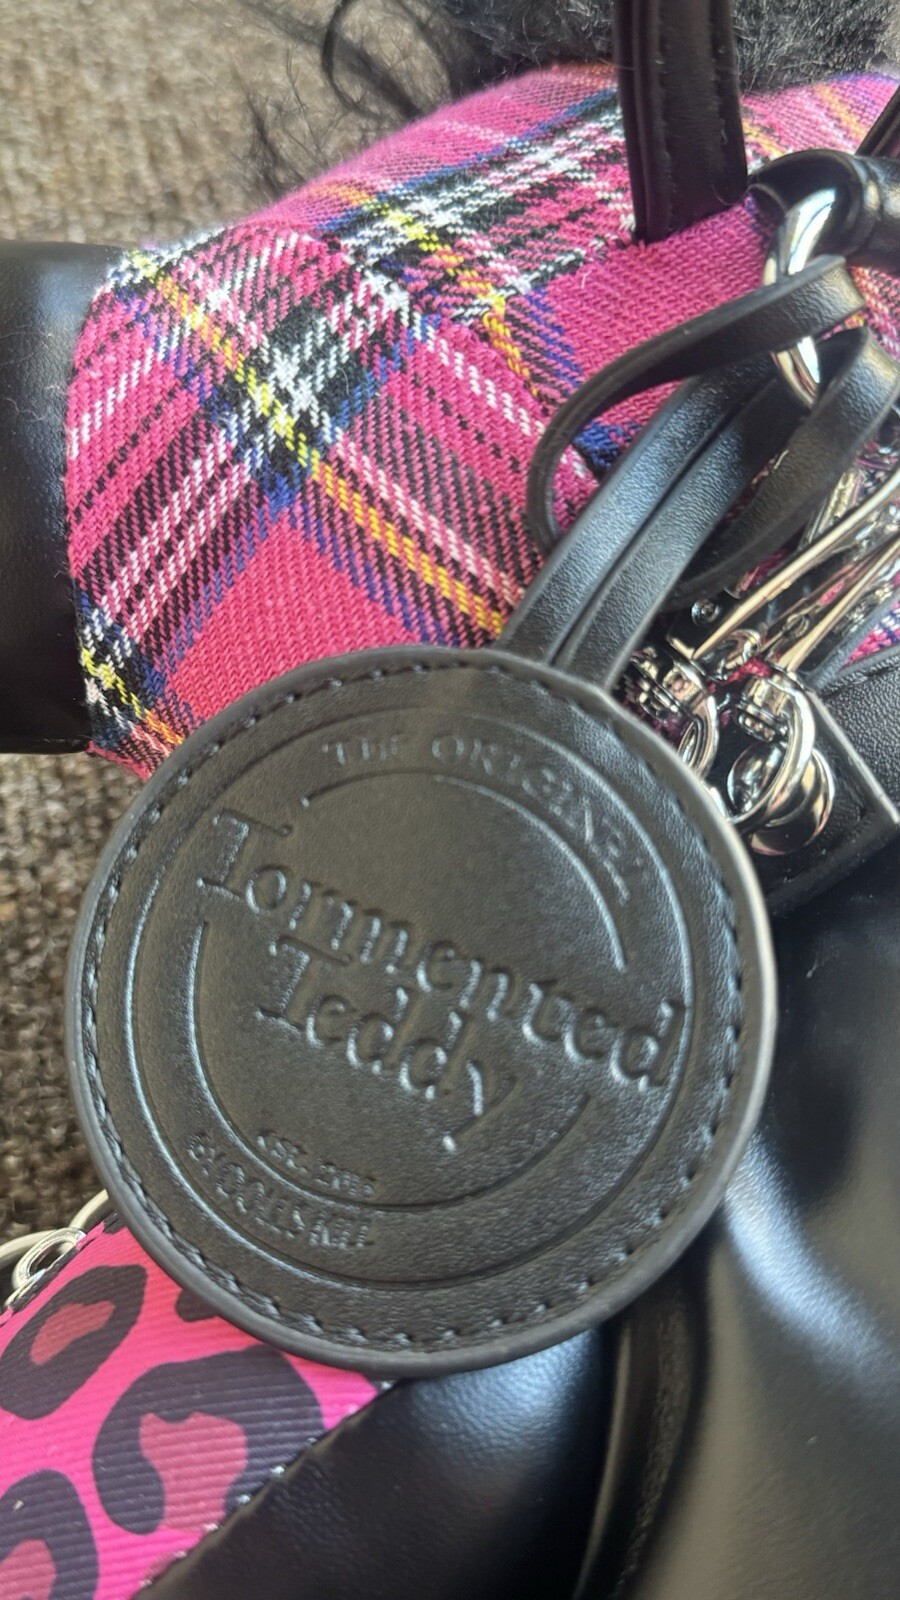 THE ORIGINAL
Tormented
Teddy
EST. 2016